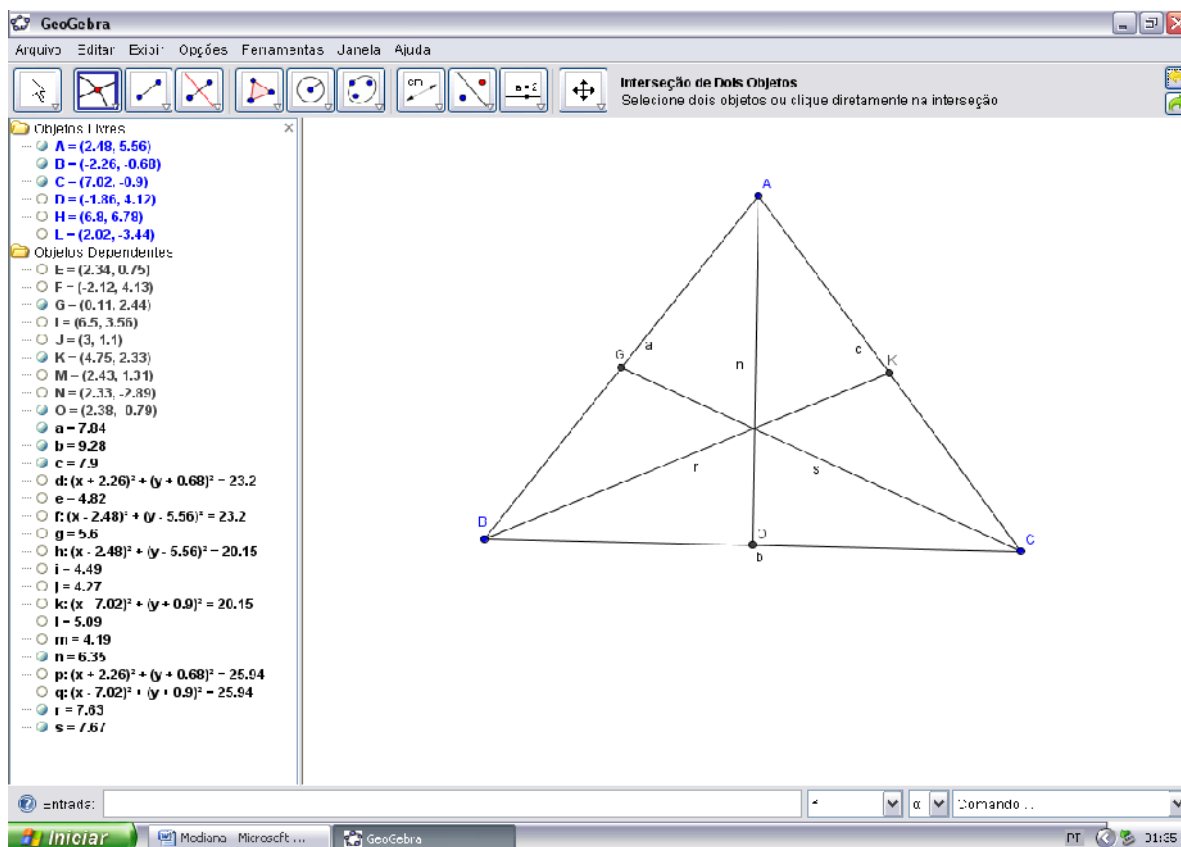 GeoGebra
Arquivo Editar Exibir Opções Ferramentas Janela Ajuda
Interseção de Dois Objetos
Selecione dois objetos ou clique diretamente na interseção
Objetos Livres
A = (2.48, 5.56)
B = (-2.26, -0.68)
C = (7.02, -0.9)
D = (-1.86, 4.12)
H = (6.8, 6.78)
L = (2.02, -3.44)
Objetos Dependentes
E = (2.34, 0.75)
F = (-2.12, 4.13)
G = (0.11, 2.44)
I = (6.5, 3.56)
J = (3, 1.1)
K = (4.75, 2.33)
M = (2.43, 1.31)
N = (2.33, -2.89)
O = (2.38, -0.79)
a = 7.84
b = 9.28
c = 7.9
d: (x + 2.26)² + (y + 0.68)² = 23.2
e = 4.82
f: (x - 2.48)² + (y - 5.56)² = 23.2
g = 5.6
h: (x - 2.48)² + (y - 5.56)² = 20.15
i = 4.49
j = 4.27
k: (x - 7.02)² + (y + 0.9)² = 20.15
l = 5.09
m = 4.19
n = 6.35
p: (x + 2.26)² + (y + 0.68)² = 25.94
q: (x - 7.02)² + (y + 0.9)² = 25.94
r = 7.63
s = 7.67
A
G a
n
c K
r
s
B
O
C
b
Entrada:
α
Comando ...
Iniciar
Mediana - Microsoft ...
GeoGebra
PT
01:35